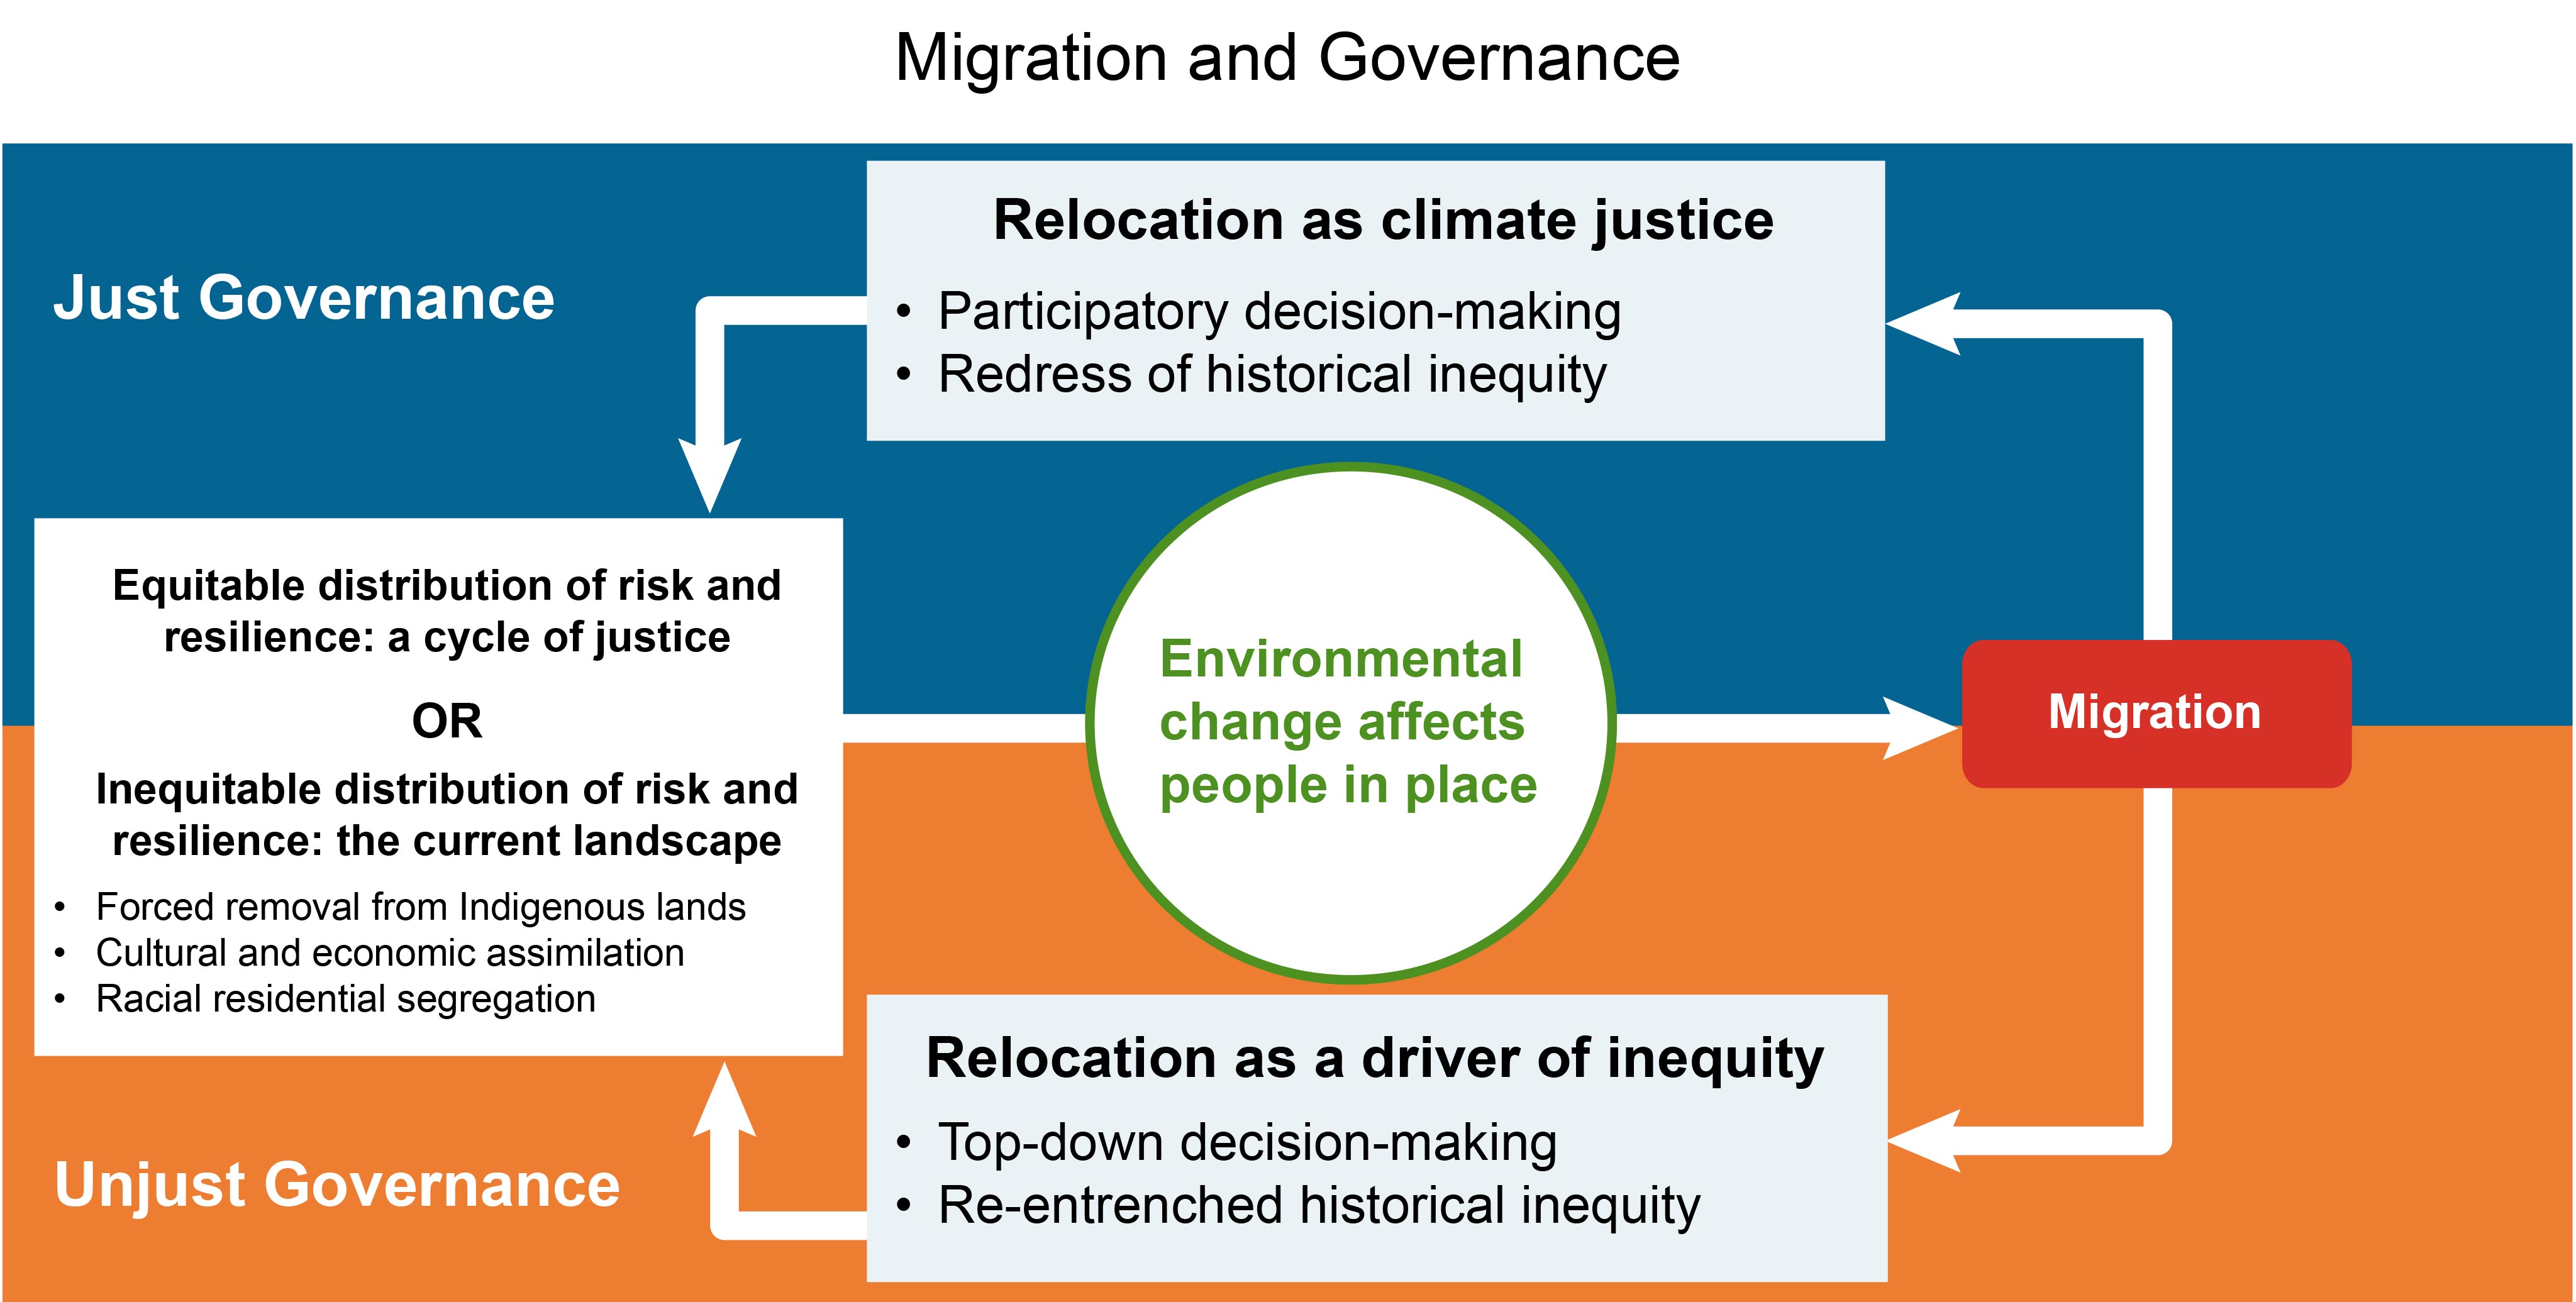 Migration and Governance
Just Governance
Relocation as climate justice
• Participatory decision-making
• Redress of historical inequity
Equitable distribution of risk and
resilience: a cycle of justice
OR
Inequitable distribution of risk and
resilience: the current landscape
• Forced removal from Indigenous lands
• Cultural and economic assimilation
• Racial residential segregation
Environmental
change affects
people in place
Migration
Unjust Governance
Relocation as a driver of inequity
• Top-down decision-making
• Re-entrenched historical inequity